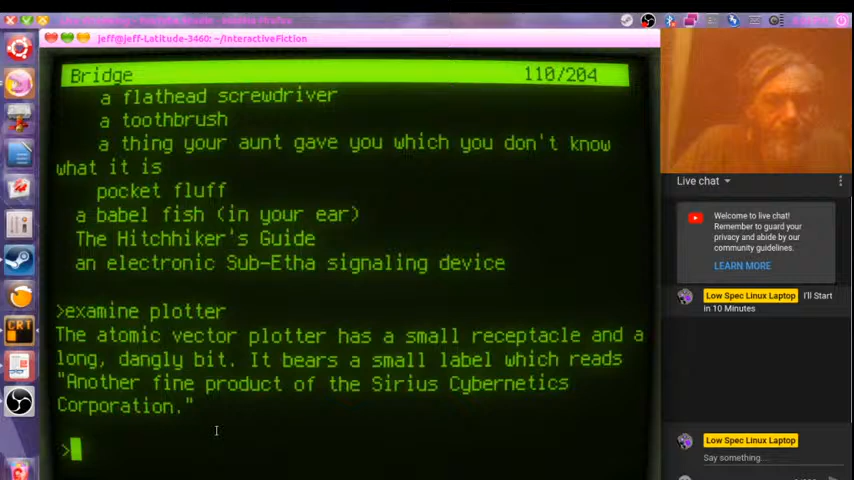 jeff@jeff-Latitude-3460: ~/InteractiveFiction
Bridge 110/204
a flathead screwdriver
a toothbrush
a thing your aunt gave you which you don't know
what it is
pocket fluff
a babel fish (in your ear)
The Hitchhiker's Guide
an electronic Sub-Etha signaling device
>examine plotter
The atomic vector plotter has a small receptacle and a
long, dangly bit. It bears a small label which reads
"Another fine product of the Sirius Cybernetics
Corporation."
>
CRT
Live chat
Welcome to live chat!
Remember to guard your
privacy and abide by our
community guidelines.
LEARN MORE
Low Spec Linux Laptop I'll Start
in 10 Minutes
Low Spec Linux Laptop
Say something...